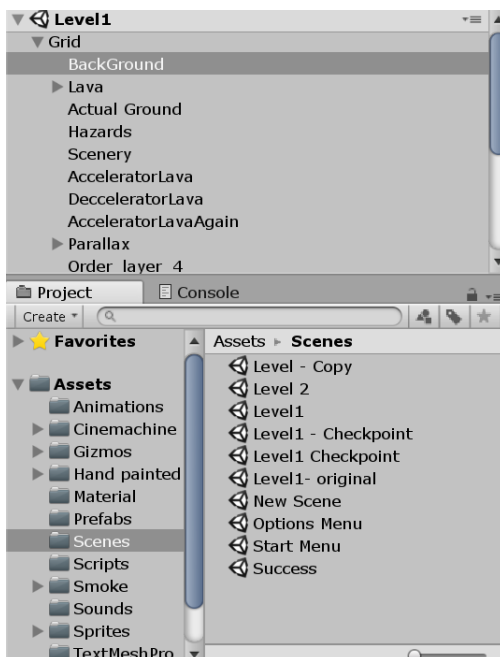 Level1
Grid
BackGround
Lava
Actual Ground
Hazards
Scenery
AcceleratorLava
DecceleratorLava
AcceleratorLavaAgain
Parallax
Order layer 4
Project
Console
Create
Favorites
Assets
Animations
Cinemachine
Gizmos
Hand painted
Material
Prefabs
Scenes
Scripts
Smoke
Sounds
Sprites
TextMeshPro
Assets Scenes
Level - Copy
Level 2
Level1
Level1 - Checkpoint
Level1 Checkpoint
Level1- original
New Scene
Options Menu
Start Menu
Success